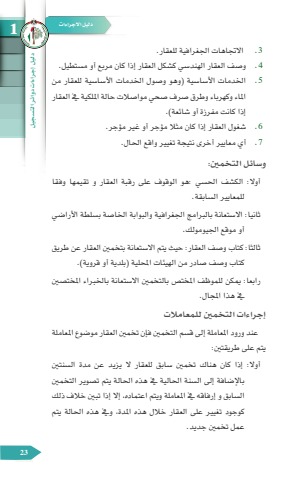 دليل الاجراءات
1
دليل إجراءات دوائر التسجيل
3. الاتجاهات الجغرافية للعقار.
4. وصف العقار الهندسي كشكل العقار إذا كان مربع أو مستطيل.
5. الخدمات الأساسية (وهو وصول الخدمات الأساسية للعقار من
الماء وكهرباء وطرق صرف صحي مواصلات حالة الملكية في العقار
إذا كانت مفرزة أو شائعة).
6. شغول العقار إذا كان مثلا مؤجر أو غير مؤجر.
7. أي معايير أخرى نتيجة تغيير واقع الحال.
وسائل التخمين:
أولا: الكشف الحسي :هو الوقوف على رقبة العقار و تقيمها وفقا
للمعايير السابقة.
ثانيا: الاستعانة بالبرامج الجغرافية والبوابة الخاصة بسلطة الأراضي
أو موقع الجيومولك.
ثالثا: كتاب وصف العقار: حيث يتم الاستعانة بتخمين العقار عن طريق
كتاب وصف صادر من الهيئات المحلية (بلدية أو قروية).
رابعا: يمكن للموظف المختص بالتخمين الاستعانة بالخبراء المختصين
في هذا المجال.
إجراءات التخمين للمعاملات
عند ورود المعاملة إلى قسم التخمين فإن تخمين العقار موضوع المعاملة
يتم على طريقتين:
أولا: إذا كان هناك تخمين سابق للعقار لا يزيد عن مدة السنتين
بالإضافة إلى السنة الحالية في هذه الحالة يتم تصوير التخمين
السابق و إرفاقه في المعاملة ويتم اعتماده، إلا إذا تبين خلاف ذلك
كوجود تغيير على العقار خلال هذه المدة، وفي هذه الحالة يتم
عمل تخمين جديد.
23